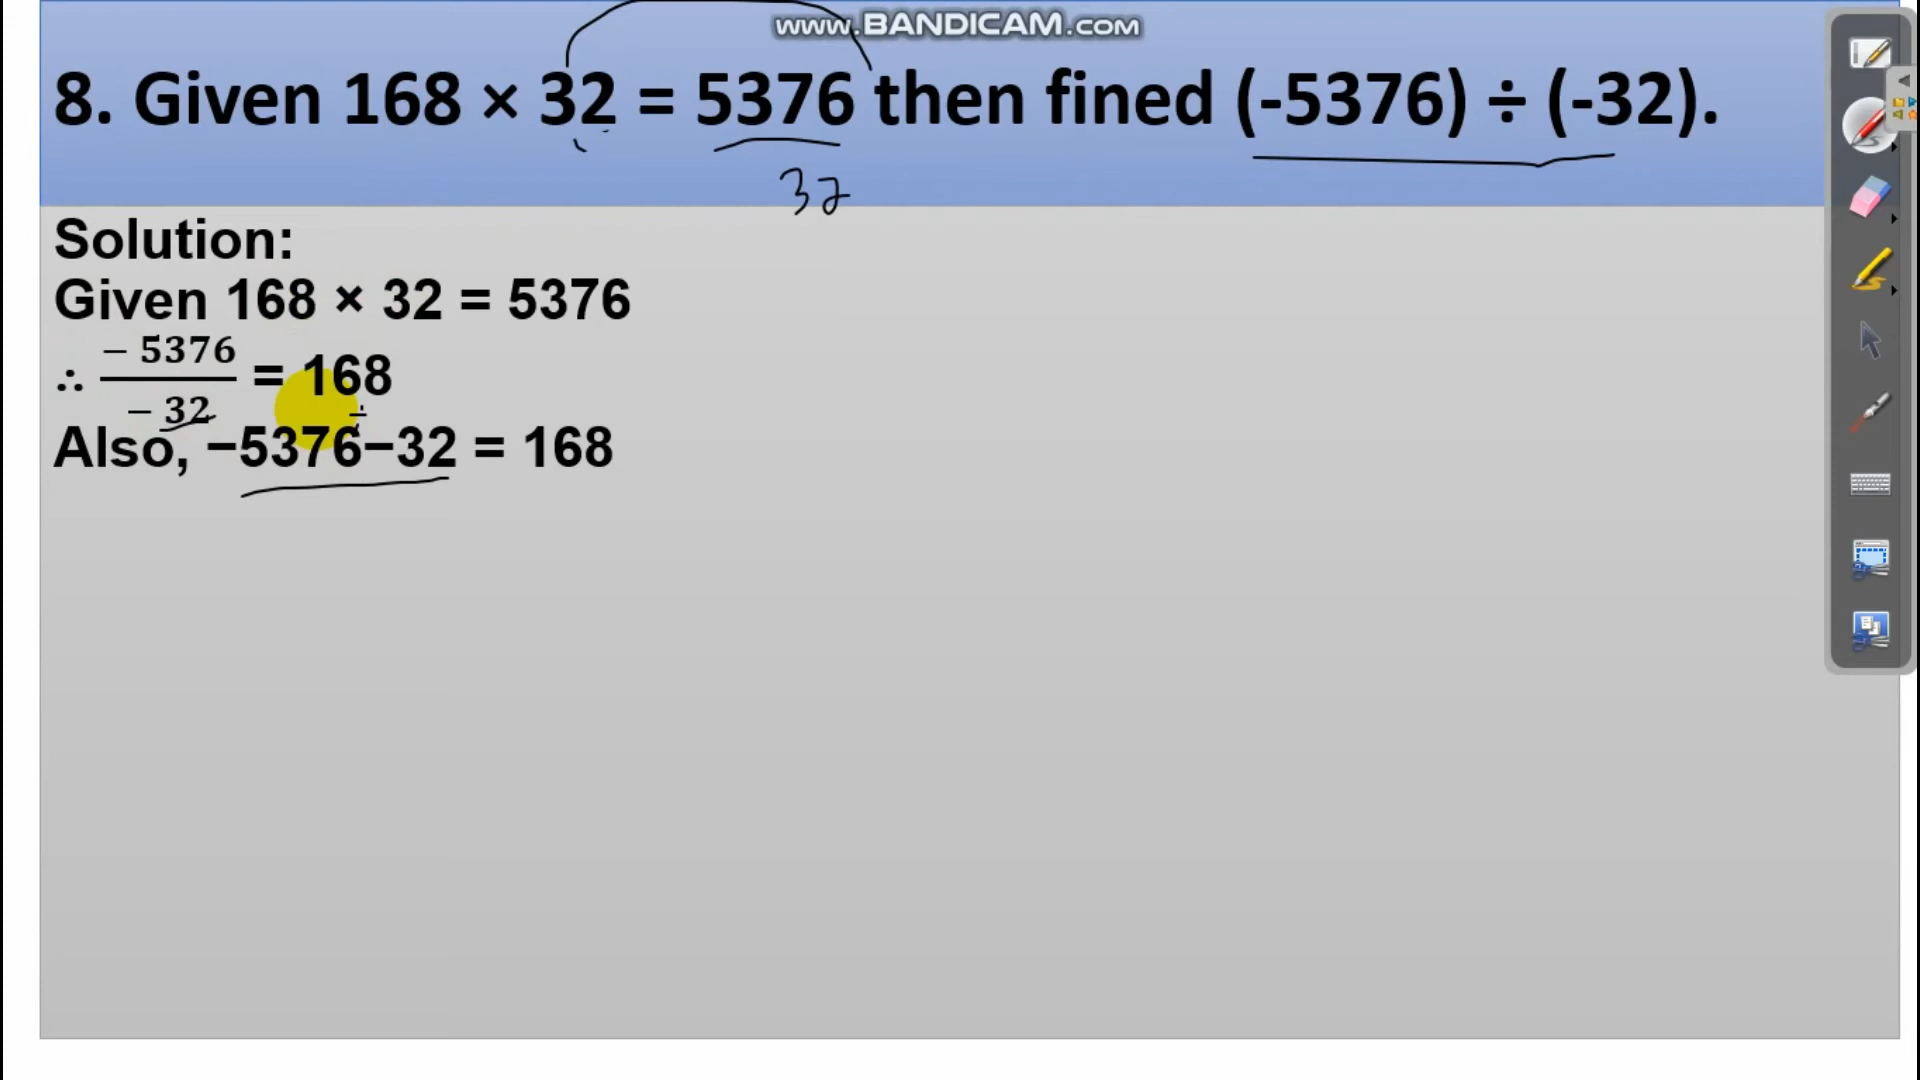 www.BANDICAM.com
8. Given 168 × 32 = 5376 then fined (-5376) ÷ (-32).
32
Solution:
Given 168 × 32 = 5376
∴ − 5376 / − 32 = 168
÷
Also, −5376−32 = 168